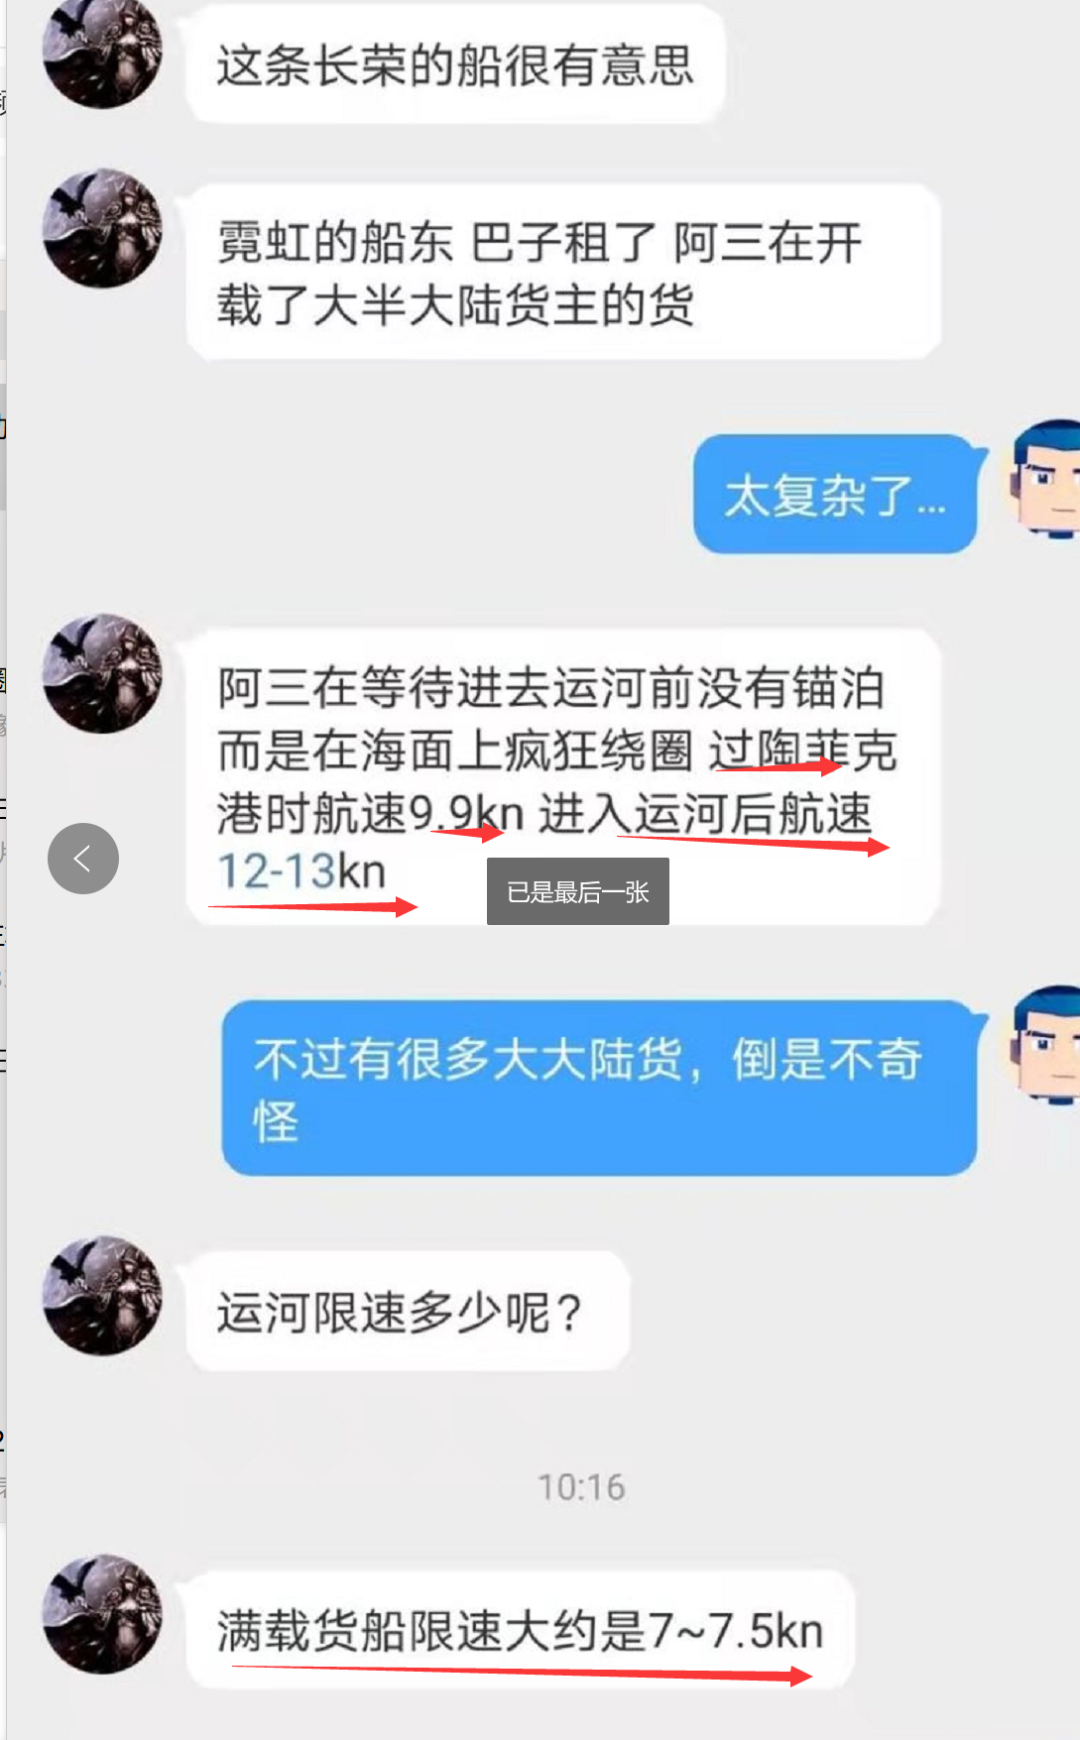 这条长荣的船很有意思
霓虹的船东 巴子租了 阿三在开
载了大半大陆货主的货
太复杂了...
阿三在等待进去运河前没有锚泊
而是在海面上疯狂绕圈 过陶菲克
港时航速9.9kn 进入运河后航速
12-13kn
已是最后一张
不过有很多大大陆货，倒是不奇
怪
运河限速多少呢？
10:16
满载货船限速大约是7~7.5kn